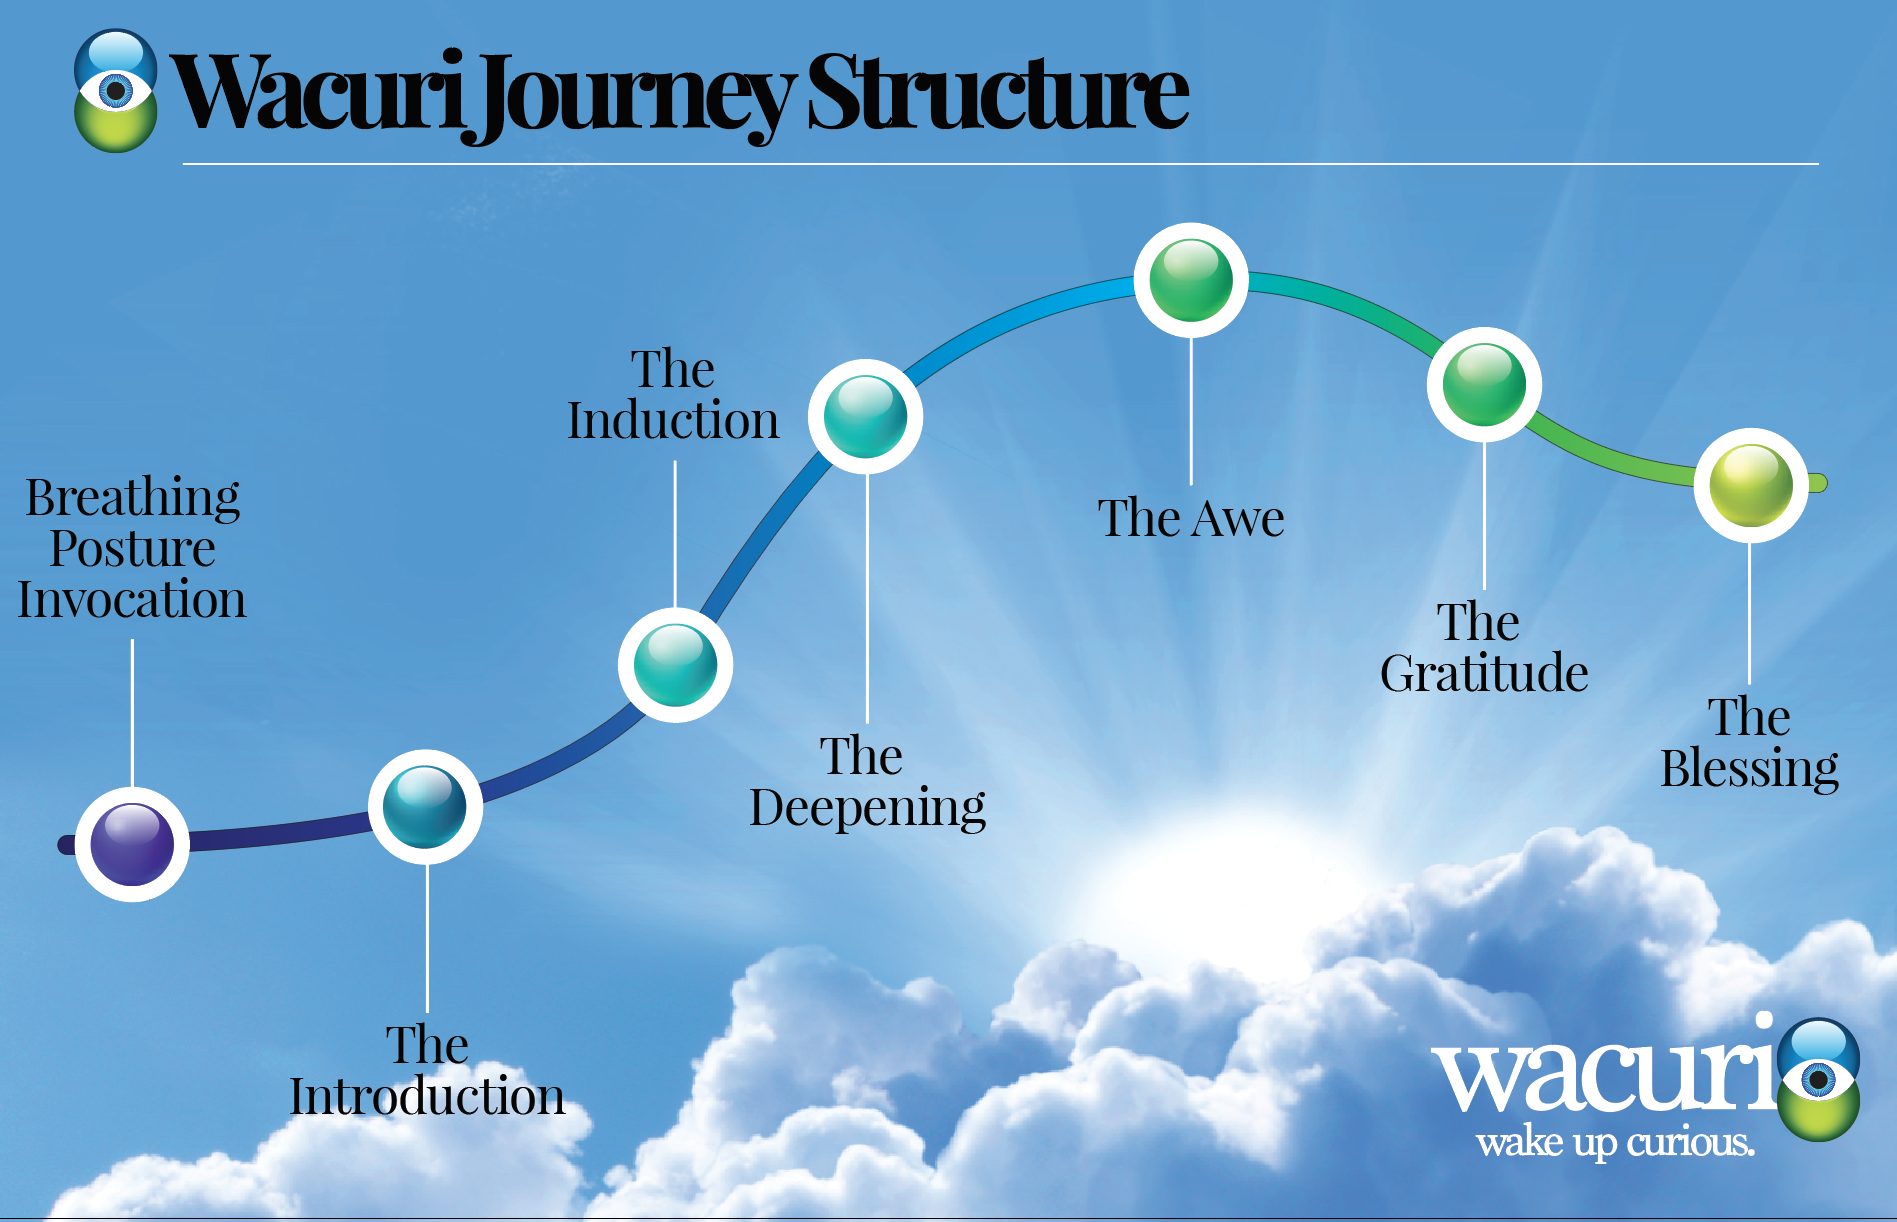 Wacuri Journey Structure
Breathing
Posture
Invocation
The
Introduction
The
Induction
The
Deepening
The Awe
The
Gratitude
The
Blessing
wacuri
wake up curious.